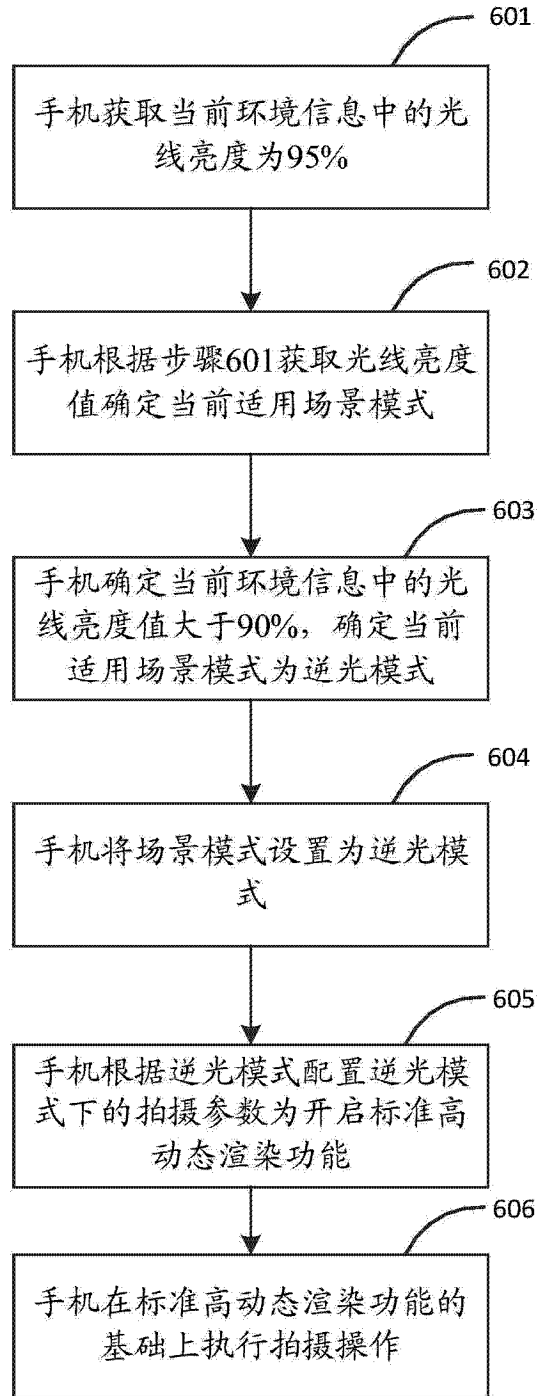 601
手机获取当前环境信息中的光
线亮度为95%
602
手机根据步骤601获取光线亮度
值确定当前适用场景模式
603
手机确定当前环境信息中的光
线亮度值大于90%，确定当前
适用场景模式为逆光模式
604
手机将场景模式设置为逆光模
式
605
手机根据逆光模式配置逆光模
式下的拍摄参数为开启标准高
动态渲染功能
606
手机在标准高动态渲染功能的
基础上执行拍摄操作